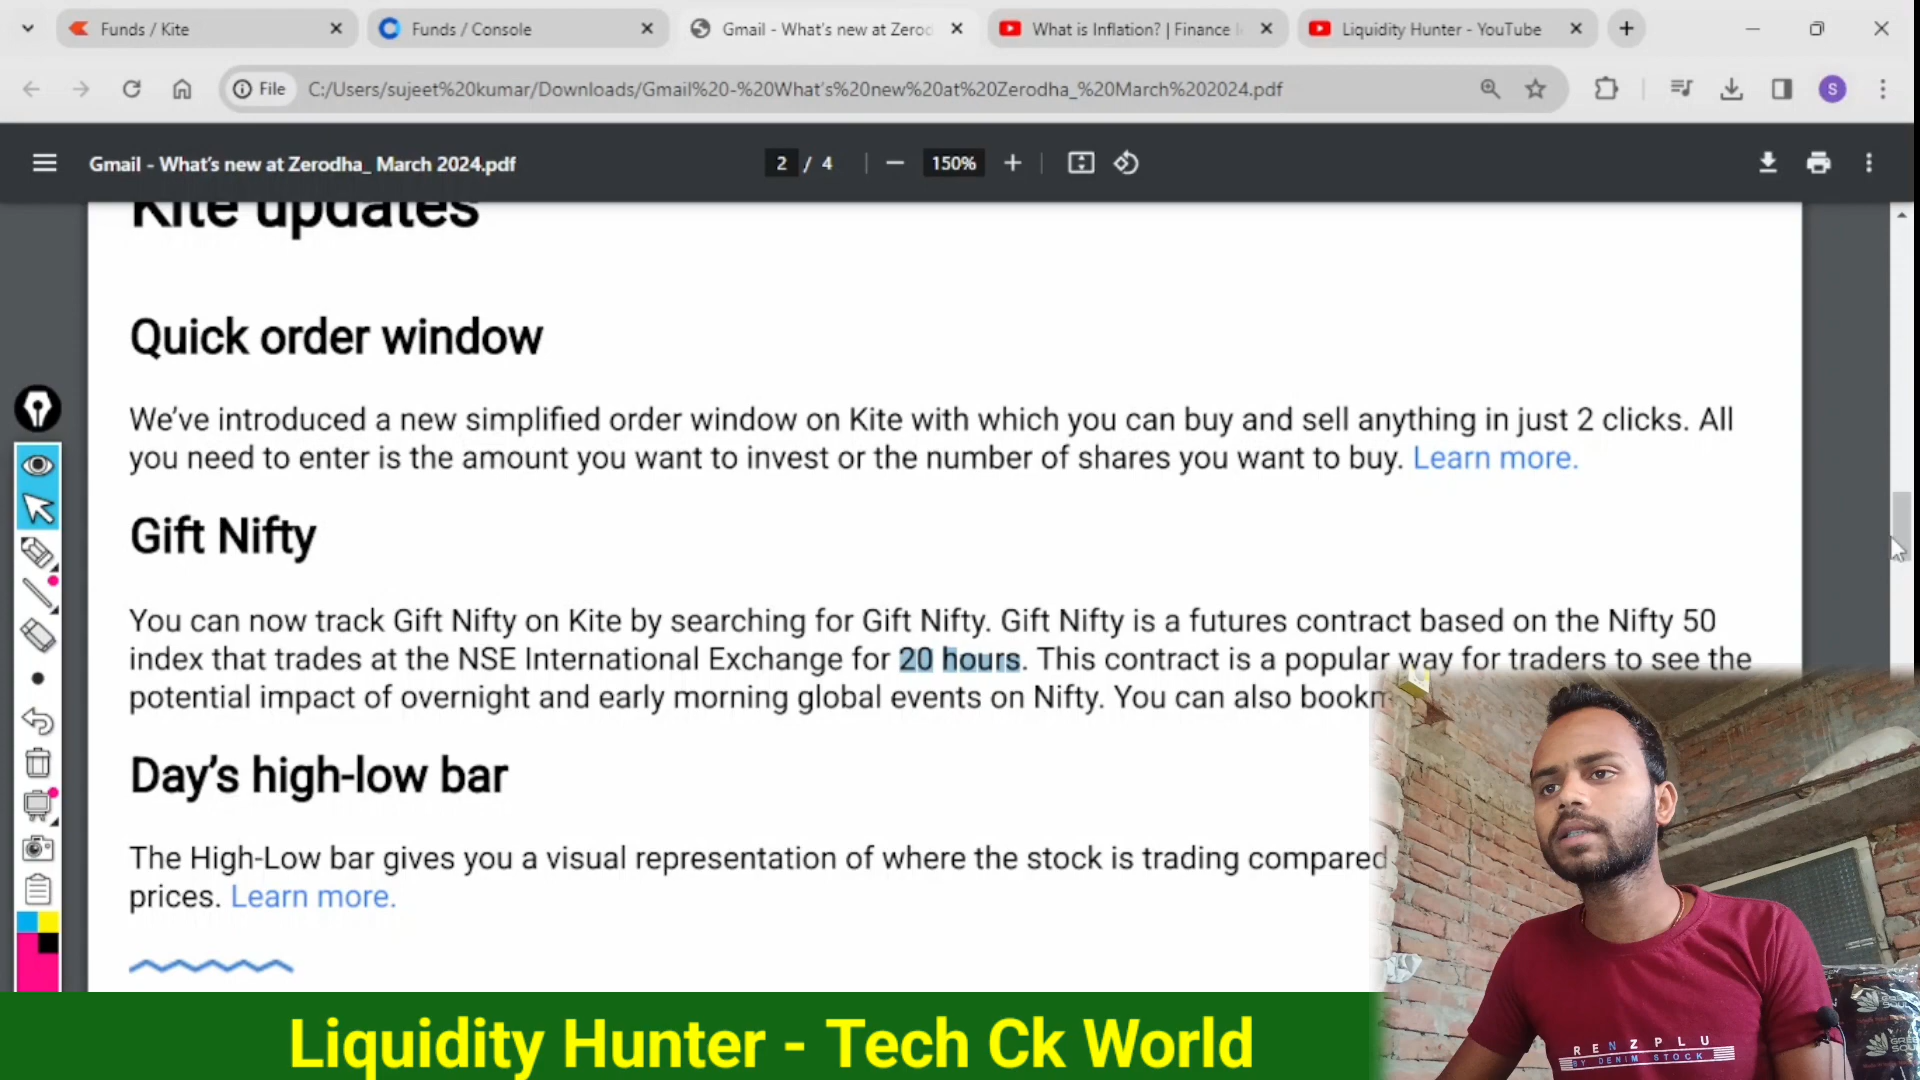 Funds / Kite
Funds / Console
Gmail - What's new at Zerod
What is Inflation? | Finance
Liquidity Hunter - YouTube
File
C:/Users/sujeet%20kumar/Downloads/Gmail%20-%20What's%20new%20at%20Zerodha_%20March%202024.pdf
S
Gmail - What's new at Zerodha_ March 2024.pdf
2 / 4
150%
Kite updates
Quick order window
We've introduced a new simplified order window on Kite with which you can buy and sell anything in just 2 clicks. All
you need to enter is the amount you want to invest or the number of shares you want to buy. Learn more.
Gift Nifty
You can now track Gift Nifty on Kite by searching for Gift Nifty. Gift Nifty is a futures contract based on the Nifty 50
index that trades at the NSE International Exchange for 20 hours. This contract is a popular way for traders to see the
potential impact of overnight and early morning global events on Nifty. You can also bookm
Day's high-low bar
The High-Low bar gives you a visual representation of where the stock is trading compared
prices. Learn more.
RENZPLU
BY DENIM STOCK
Liquidity Hunter - Tech Ck World